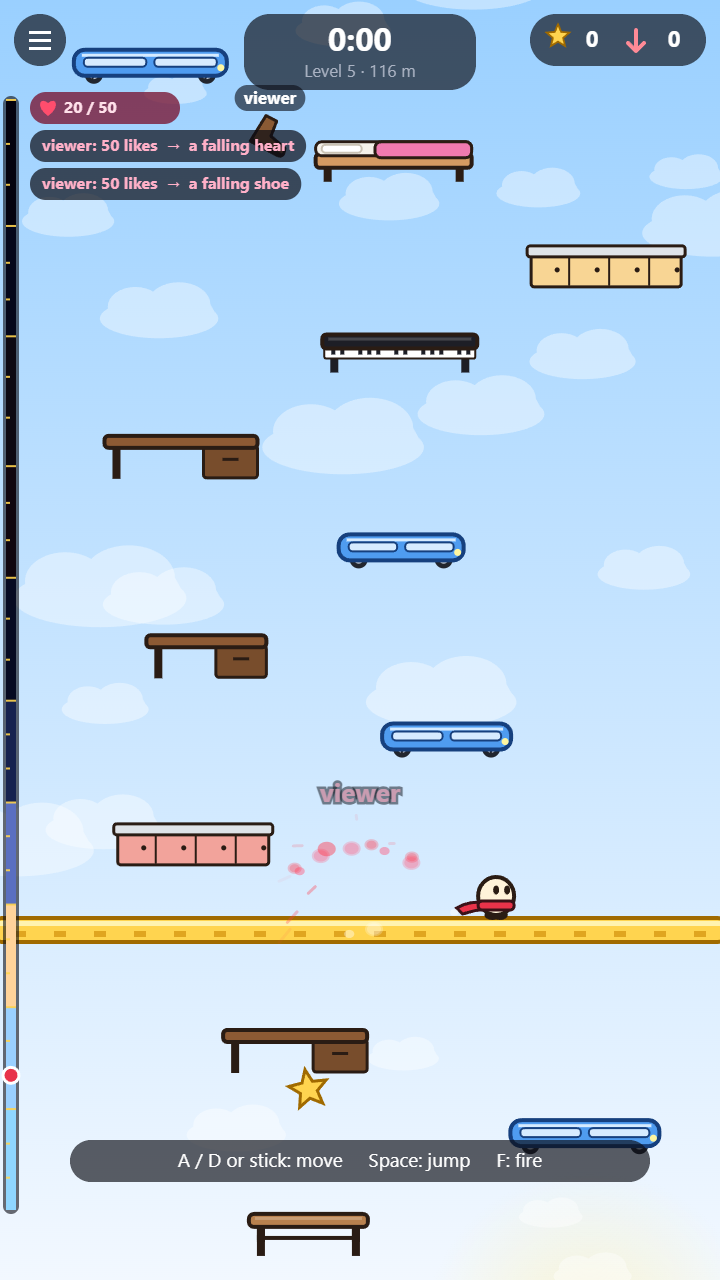 0:00
Level 5 · 116 m
0 0
20 / 50
viewer
viewer: 50 likes → a falling heart
viewer: 50 likes → a falling shoe
viewer
A / D or stick: move Space: jump F: fire